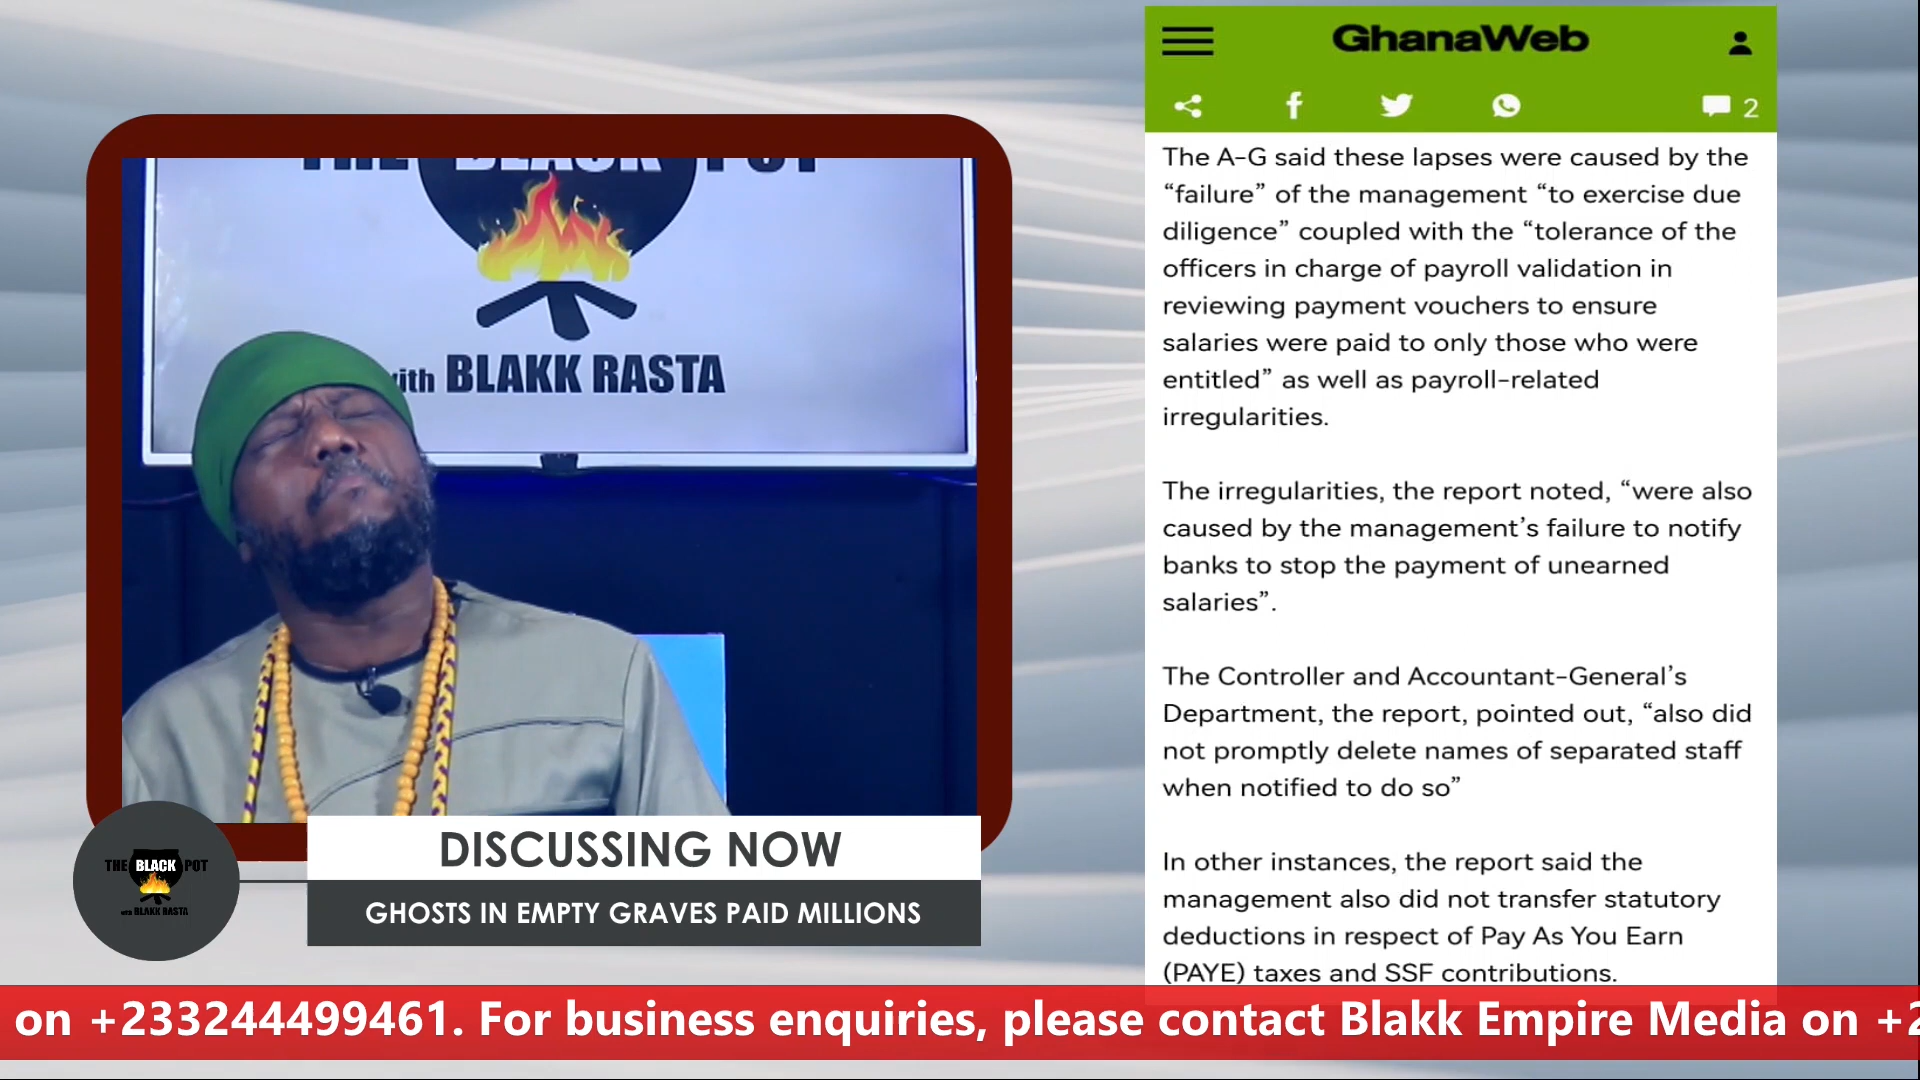 THE BLACK POT
with BLAKK RASTA
THE BLACK POT
with BLAKK RASTA
DISCUSSING NOW
GHOSTS IN EMPTY GRAVES PAID MILLIONS
GhanaWeb
2
The A-G said these lapses were caused by the
“failure” of the management “to exercise due
diligence” coupled with the “tolerance of the
officers in charge of payroll validation in
reviewing payment vouchers to ensure
salaries were paid to only those who were
entitled” as well as payroll-related
irregularities.
The irregularities, the report noted, “were also
caused by the management’s failure to notify
banks to stop the payment of unearned
salaries”.
The Controller and Accountant-General’s
Department, the report, pointed out, “also did
not promptly delete names of separated staff
when notified to do so”
In other instances, the report said the
management also did not transfer statutory
deductions in respect of Pay As You Earn
(PAYE) taxes and SSF contributions.
on +233244499461. For business enquiries, please contact Blakk Empire Media on +2